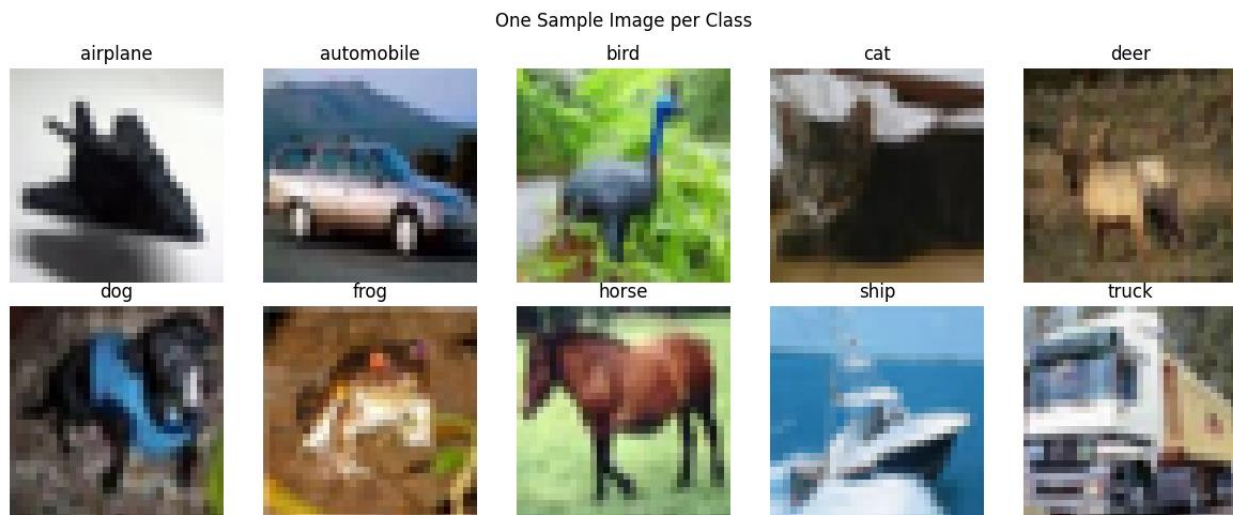 One Sample Image per Class
airplane
automobile
bird
cat
deer
dog
frog
horse
ship
truck